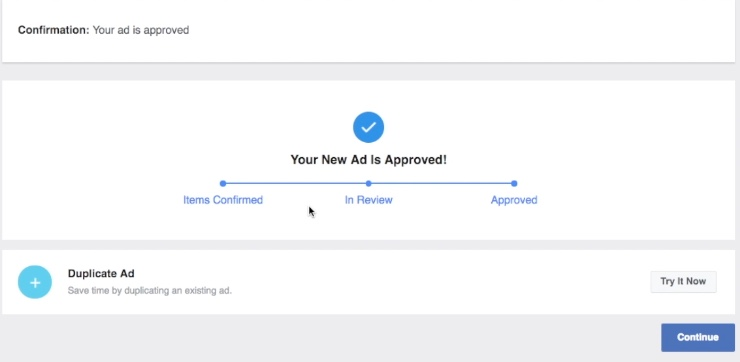 Confirmation: Your ad is approved
Your New Ad Is Approved!
Items Confirmed In Review Approved
Duplicate Ad
Save time by duplicating an existing ad.
Try It Now
Continue